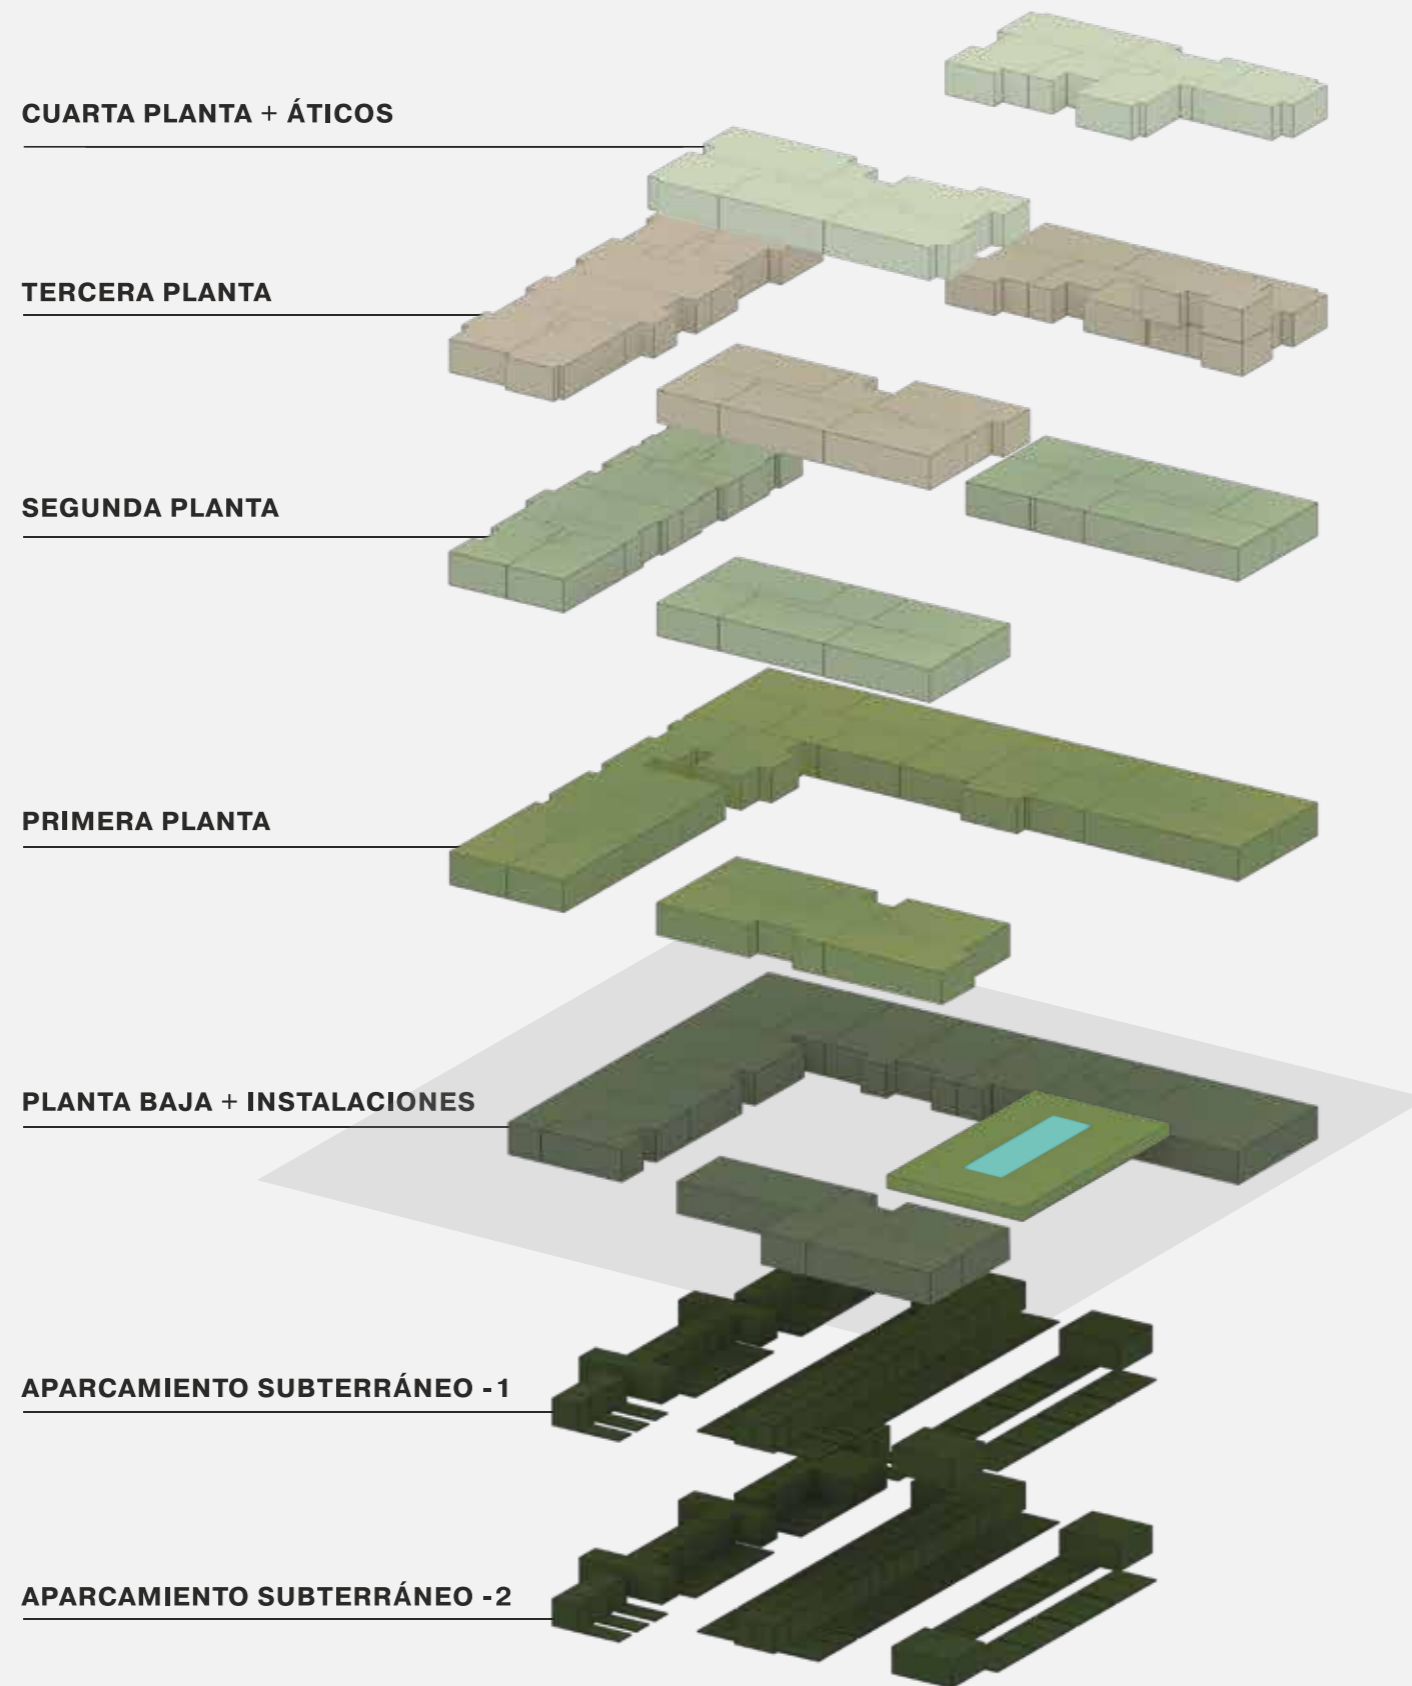 CUARTA PLANTA + ÁTICOS
TERCERA PLANTA
SEGUNDA PLANTA
PRIMERA PLANTA
PLANTA BAJA + INSTALACIONES
APARCAMIENTO SUBTERRÁNEO -1
APARCAMIENTO SUBTERRÁNEO -2